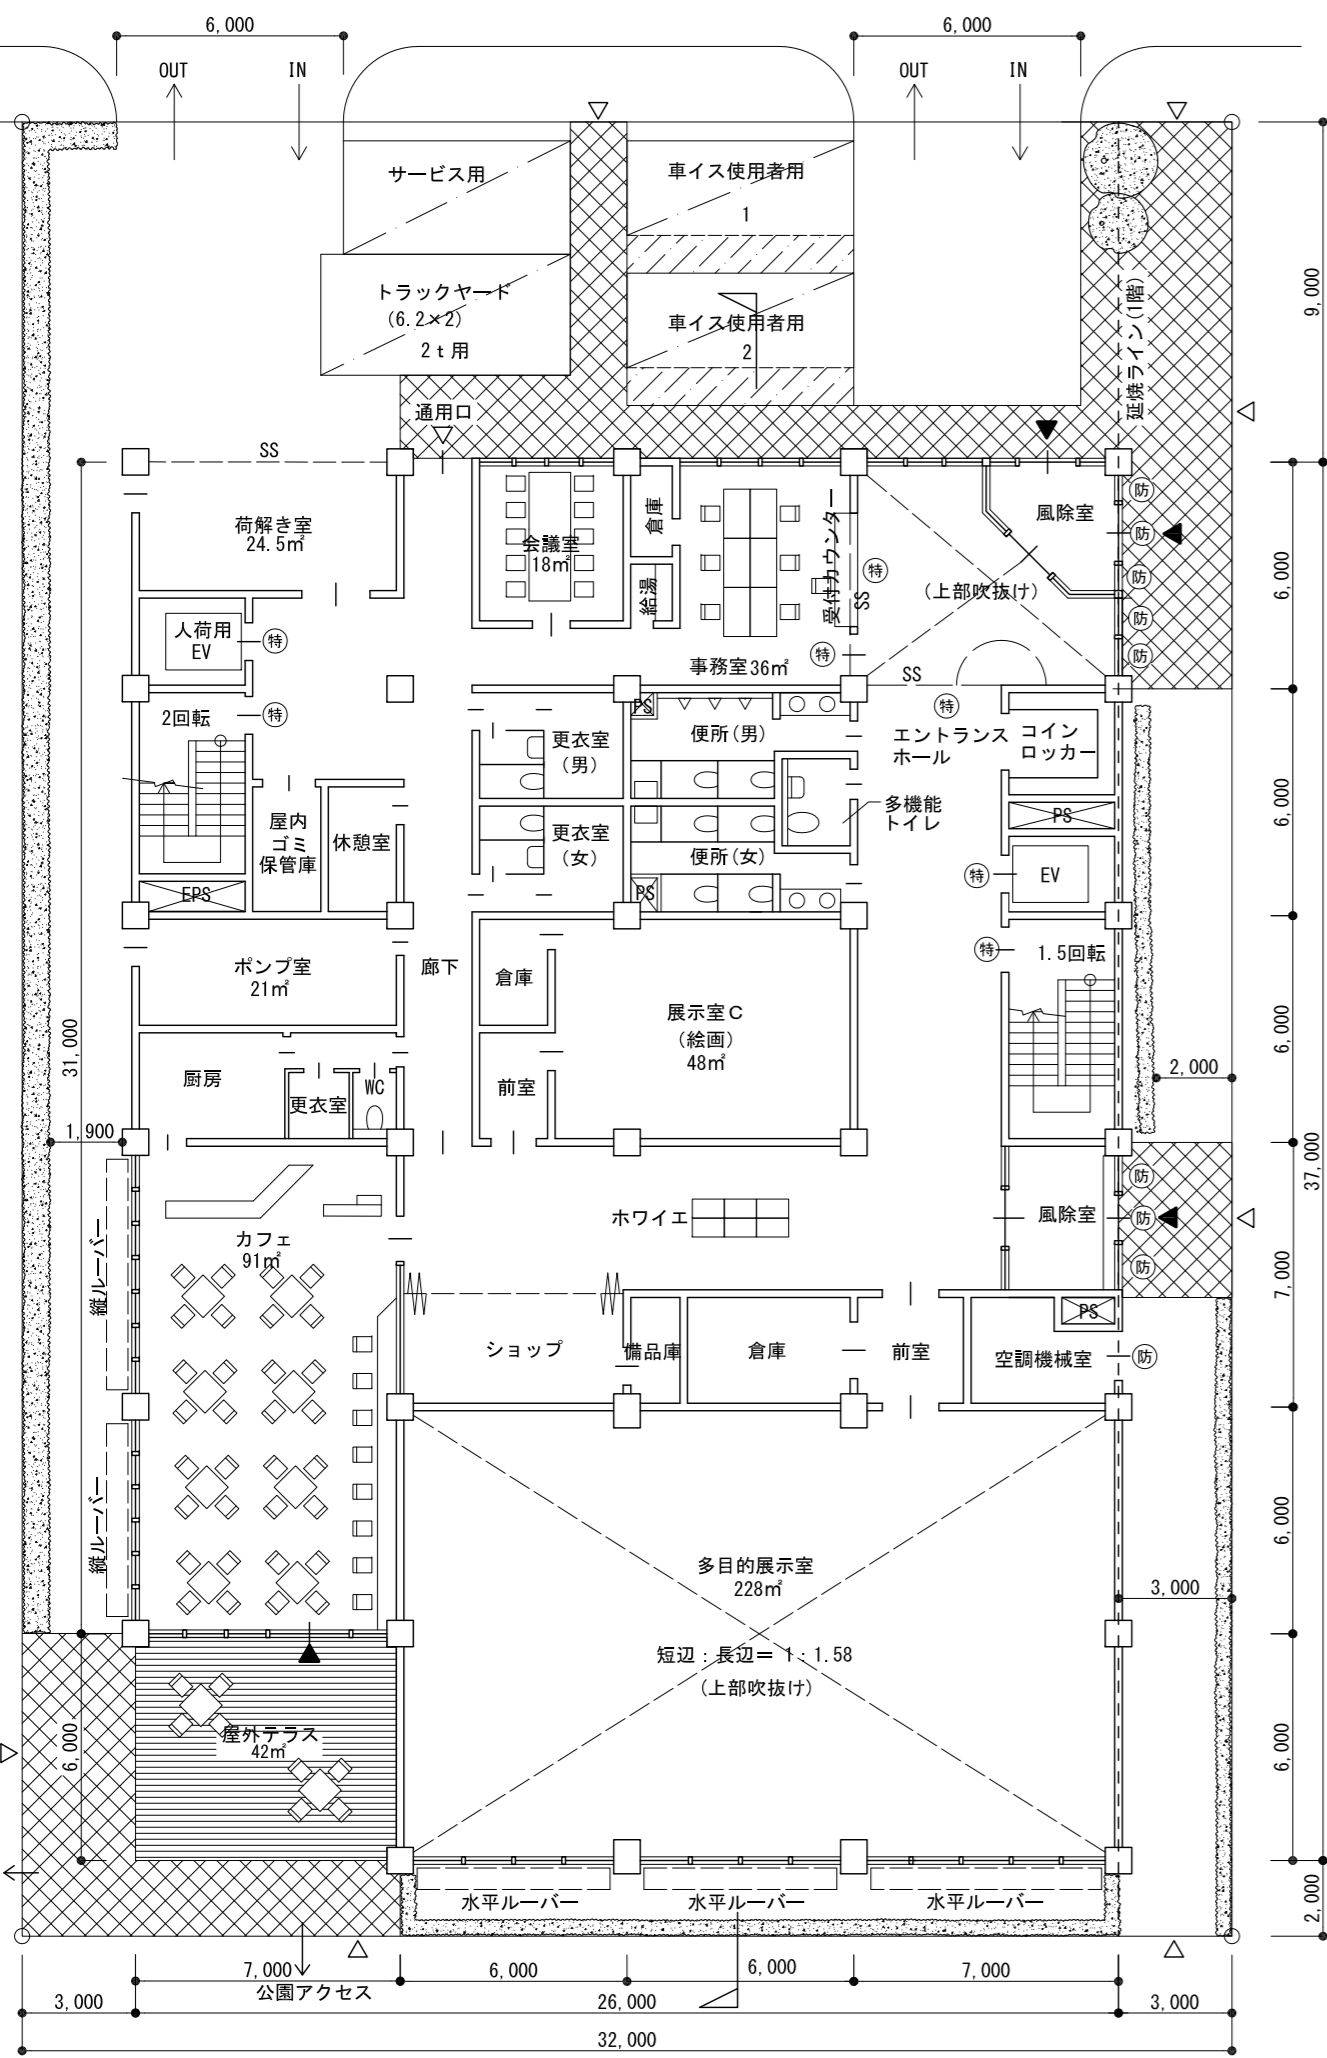 6,000
6,000
OUT
IN
OUT
IN
サービス用
車イス使用者用
1
トラックヤード
(6.2×2)
2ｔ用
車イス使用者用
2
延焼ライン(1階)
9,000
通用口
SS
荷解き室
24.5㎡
会議室
18㎡
倉庫
給湯
受付カウンター
SS
特
風除室
防
防
防
防
防
(上部吹抜け)
6,000
人荷用
EV
特
事務室36㎡
特
SS
2回転
特
PS
便所(男)
特
エントランス
ホール
コイン
ロッカー
更衣室
(男)
多機能
トイレ
PS
6,000
屋内
ゴミ
保管庫
休憩室
更衣室
(女)
便所(女)
特
EV
EPS
PS
特
1.5回転
ポンプ室
21㎡
廊下
倉庫
展示室Ｃ
(絵画)
48㎡
6,000
31,000
厨房
更衣室
WC
前室
2,000
1,900
37,000
縦ルーバー
カフェ
91㎡
ホワイエ
風除室
防
防
防
7,000
ショップ
備品庫
倉庫
前室
PS
空調機械室
防
縦ルーバー
多目的展示室
228㎡
3,000
6,000
短辺：長辺＝ 1：1.58
(上部吹抜け)
屋外テラス
42㎡
6,000
6,000
水平ルーバー
水平ルーバー
水平ルーバー
2,000
7,000
6,000
6,000
7,000
公園アクセス
3,000
26,000
3,000
32,000